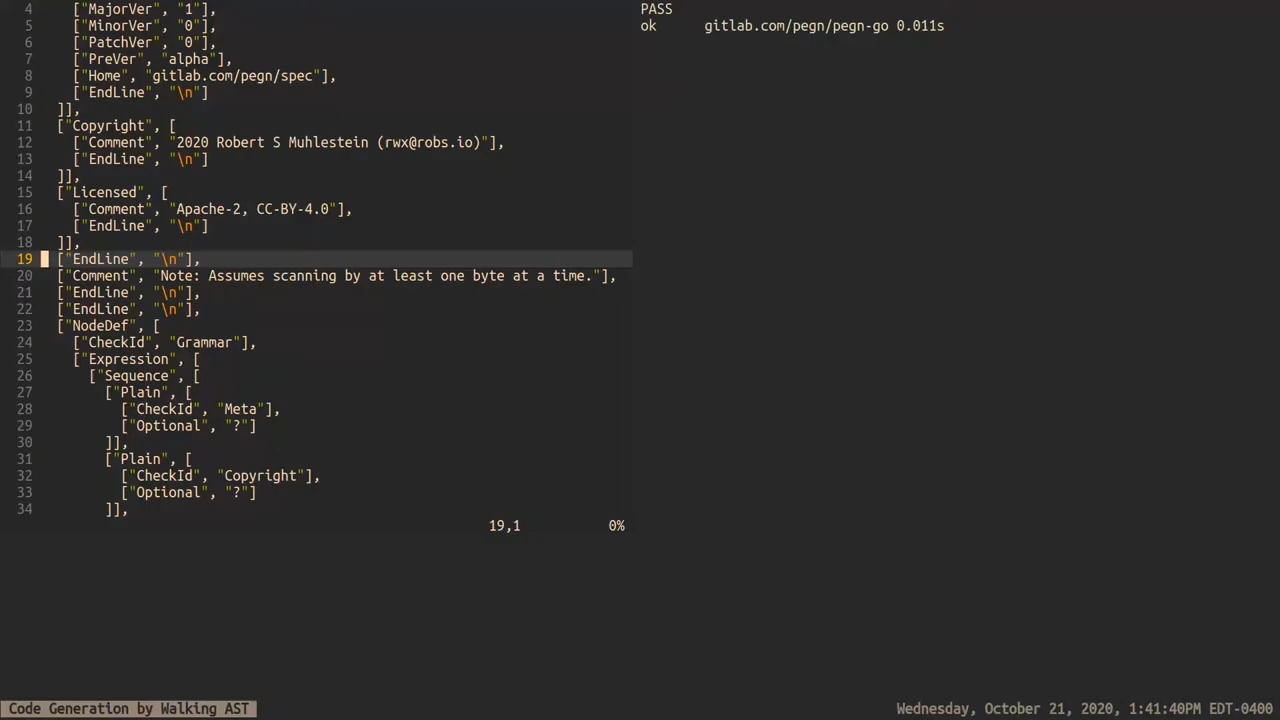 4 ["MajorVer", "1"],
5 ["MinorVer", "0"],
6 ["PatchVer", "0"],
7 ["PreVer", "alpha"],
8 ["Home", "gitlab.com/pegn/spec"],
9 ["EndLine", "\n"]
10 ]],
11 ["Copyright", [
12 ["Comment", "2020 Robert S Muhlestein (rwx@robs.io)"],
13 ["EndLine", "\n"]
14 ]],
15 ["Licensed", [
16 ["Comment", "Apache-2, CC-BY-4.0"],
17 ["EndLine", "\n"]
18 ]],
19 ["EndLine", "\n"],
20 ["Comment", "Note: Assumes scanning by at least one byte at a time."],
21 ["EndLine", "\n"],
22 ["EndLine", "\n"],
23 ["NodeDef", [
24 ["CheckId", "Grammar"],
25 ["Expression", [
26 ["Sequence", [
27 ["Plain", [
28 ["CheckId", "Meta"],
29 ["Optional", "?"]
30 ]],
31 ["Plain", [
32 ["CheckId", "Copyright"],
33 ["Optional", "?"]
34 ]],
19,1 0%
PASS
ok gitlab.com/pegn/pegn-go 0.011s
Code Generation by Walking AST
Wednesday, October 21, 2020, 1:41:40PM EDT-0400